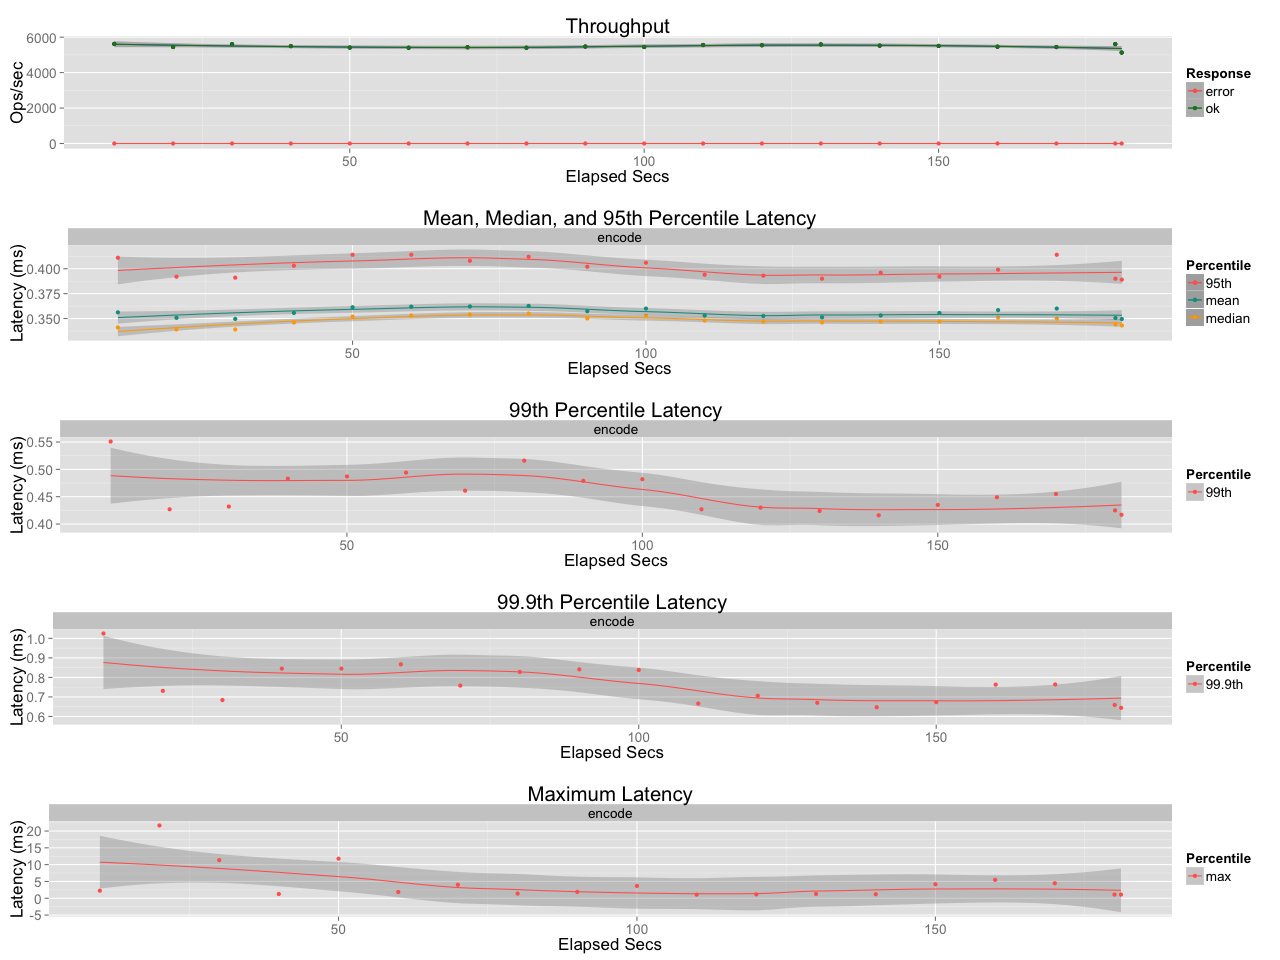 Throughput
Ops/sec
6000
4000
2000
0
50
100
150
Elapsed Secs
Response
error
ok
Mean, Median, and 95th Percentile Latency
encode
Latency (ms)
0.400
0.375
0.350
50
100
150
Elapsed Secs
Percentile
95th
mean
median
99th Percentile Latency
encode
Latency (ms)
0.55
0.50
0.45
0.40
50
100
150
Elapsed Secs
Percentile
99th
99.9th Percentile Latency
encode
Latency (ms)
1.0
0.9
0.8
0.7
0.6
50
100
150
Elapsed Secs
Percentile
99.9th
Maximum Latency
encode
Latency (ms)
20
15
10
5
0
-5
50
100
150
Elapsed Secs
Percentile
max